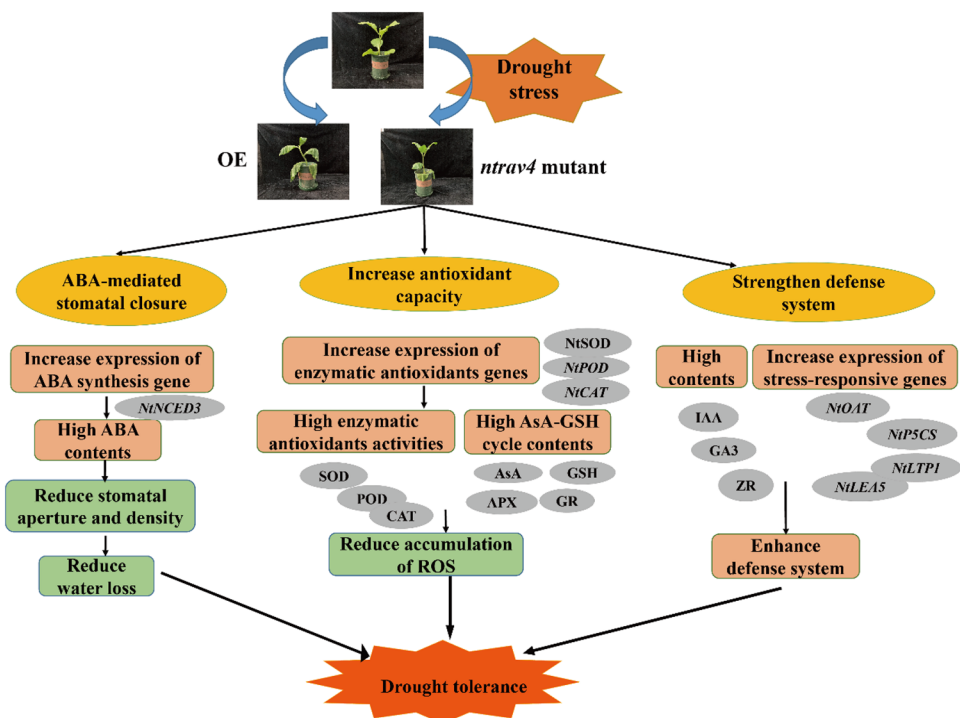 Drought
stress
OE
ntrav4 mutant
ABA-mediated
stomatal closure
Increase antioxidant
capacity
Strengthen defense
system
Increase expression of
ABA synthesis gene
NtNCED3
High ABA
contents
Reduce stomatal
aperture and density
Reduce
water loss
Increase expression of
enzymatic antioxidants genes
NtSOD
NtPOD
NtCAT
High enzymatic
antioxidants activities
High AsA-GSH
cycle contents
SOD
POD
CAT
AsA
GSH
APX
GR
Reduce accumulation
of ROS
High
contents
Increase expression of
stress-responsive genes
IAA
GA3
ZR
NtOAT
NtP5CS
NtLTP1
NtLEA5
Enhance
defense system
Drought tolerance